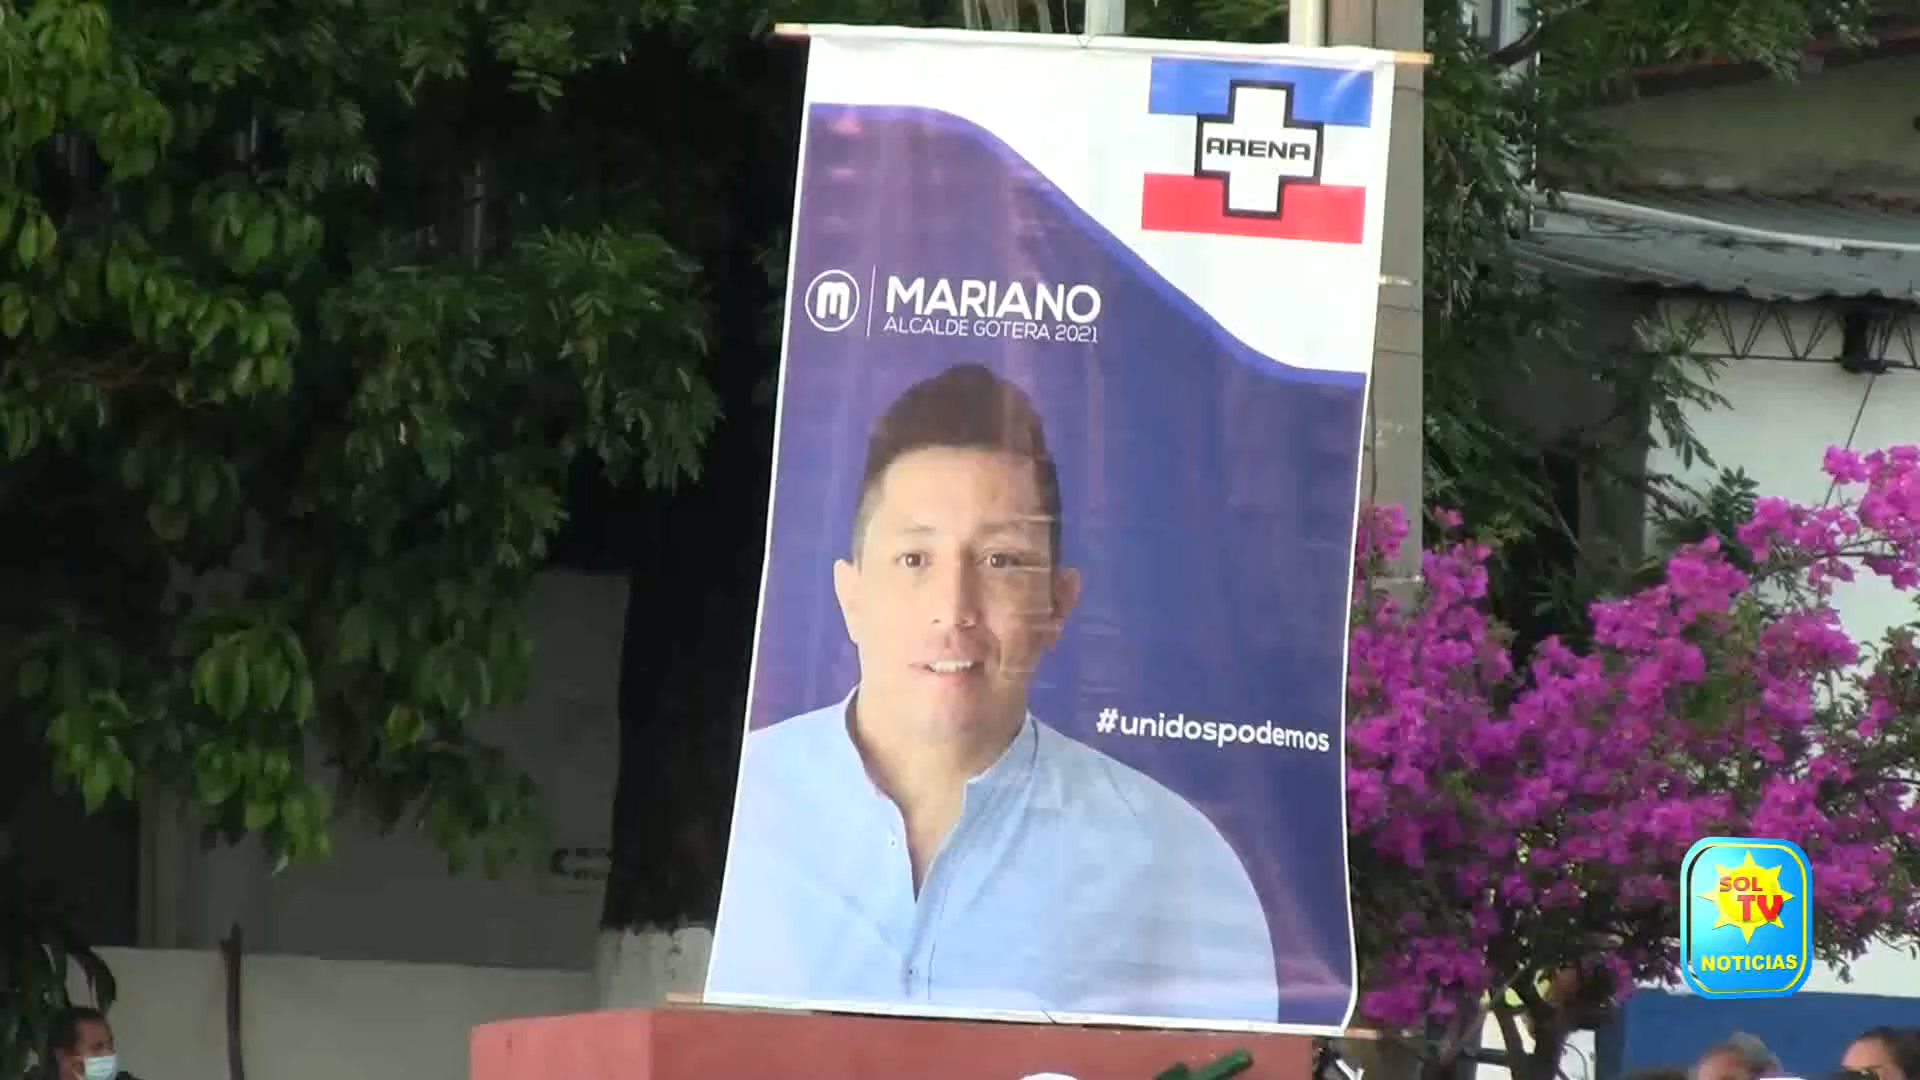 ARENA
m
MARIANO
ALCALDE GOTERA 2021
#unidospodemos
SOL
TV
NOTICIAS